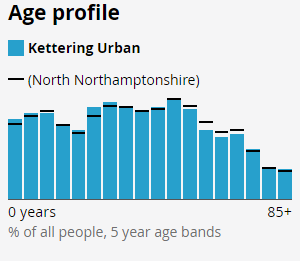 Age profile
Kettering Urban
(North Northamptonshire)
0 years 85+
% of all people, 5 year age bands